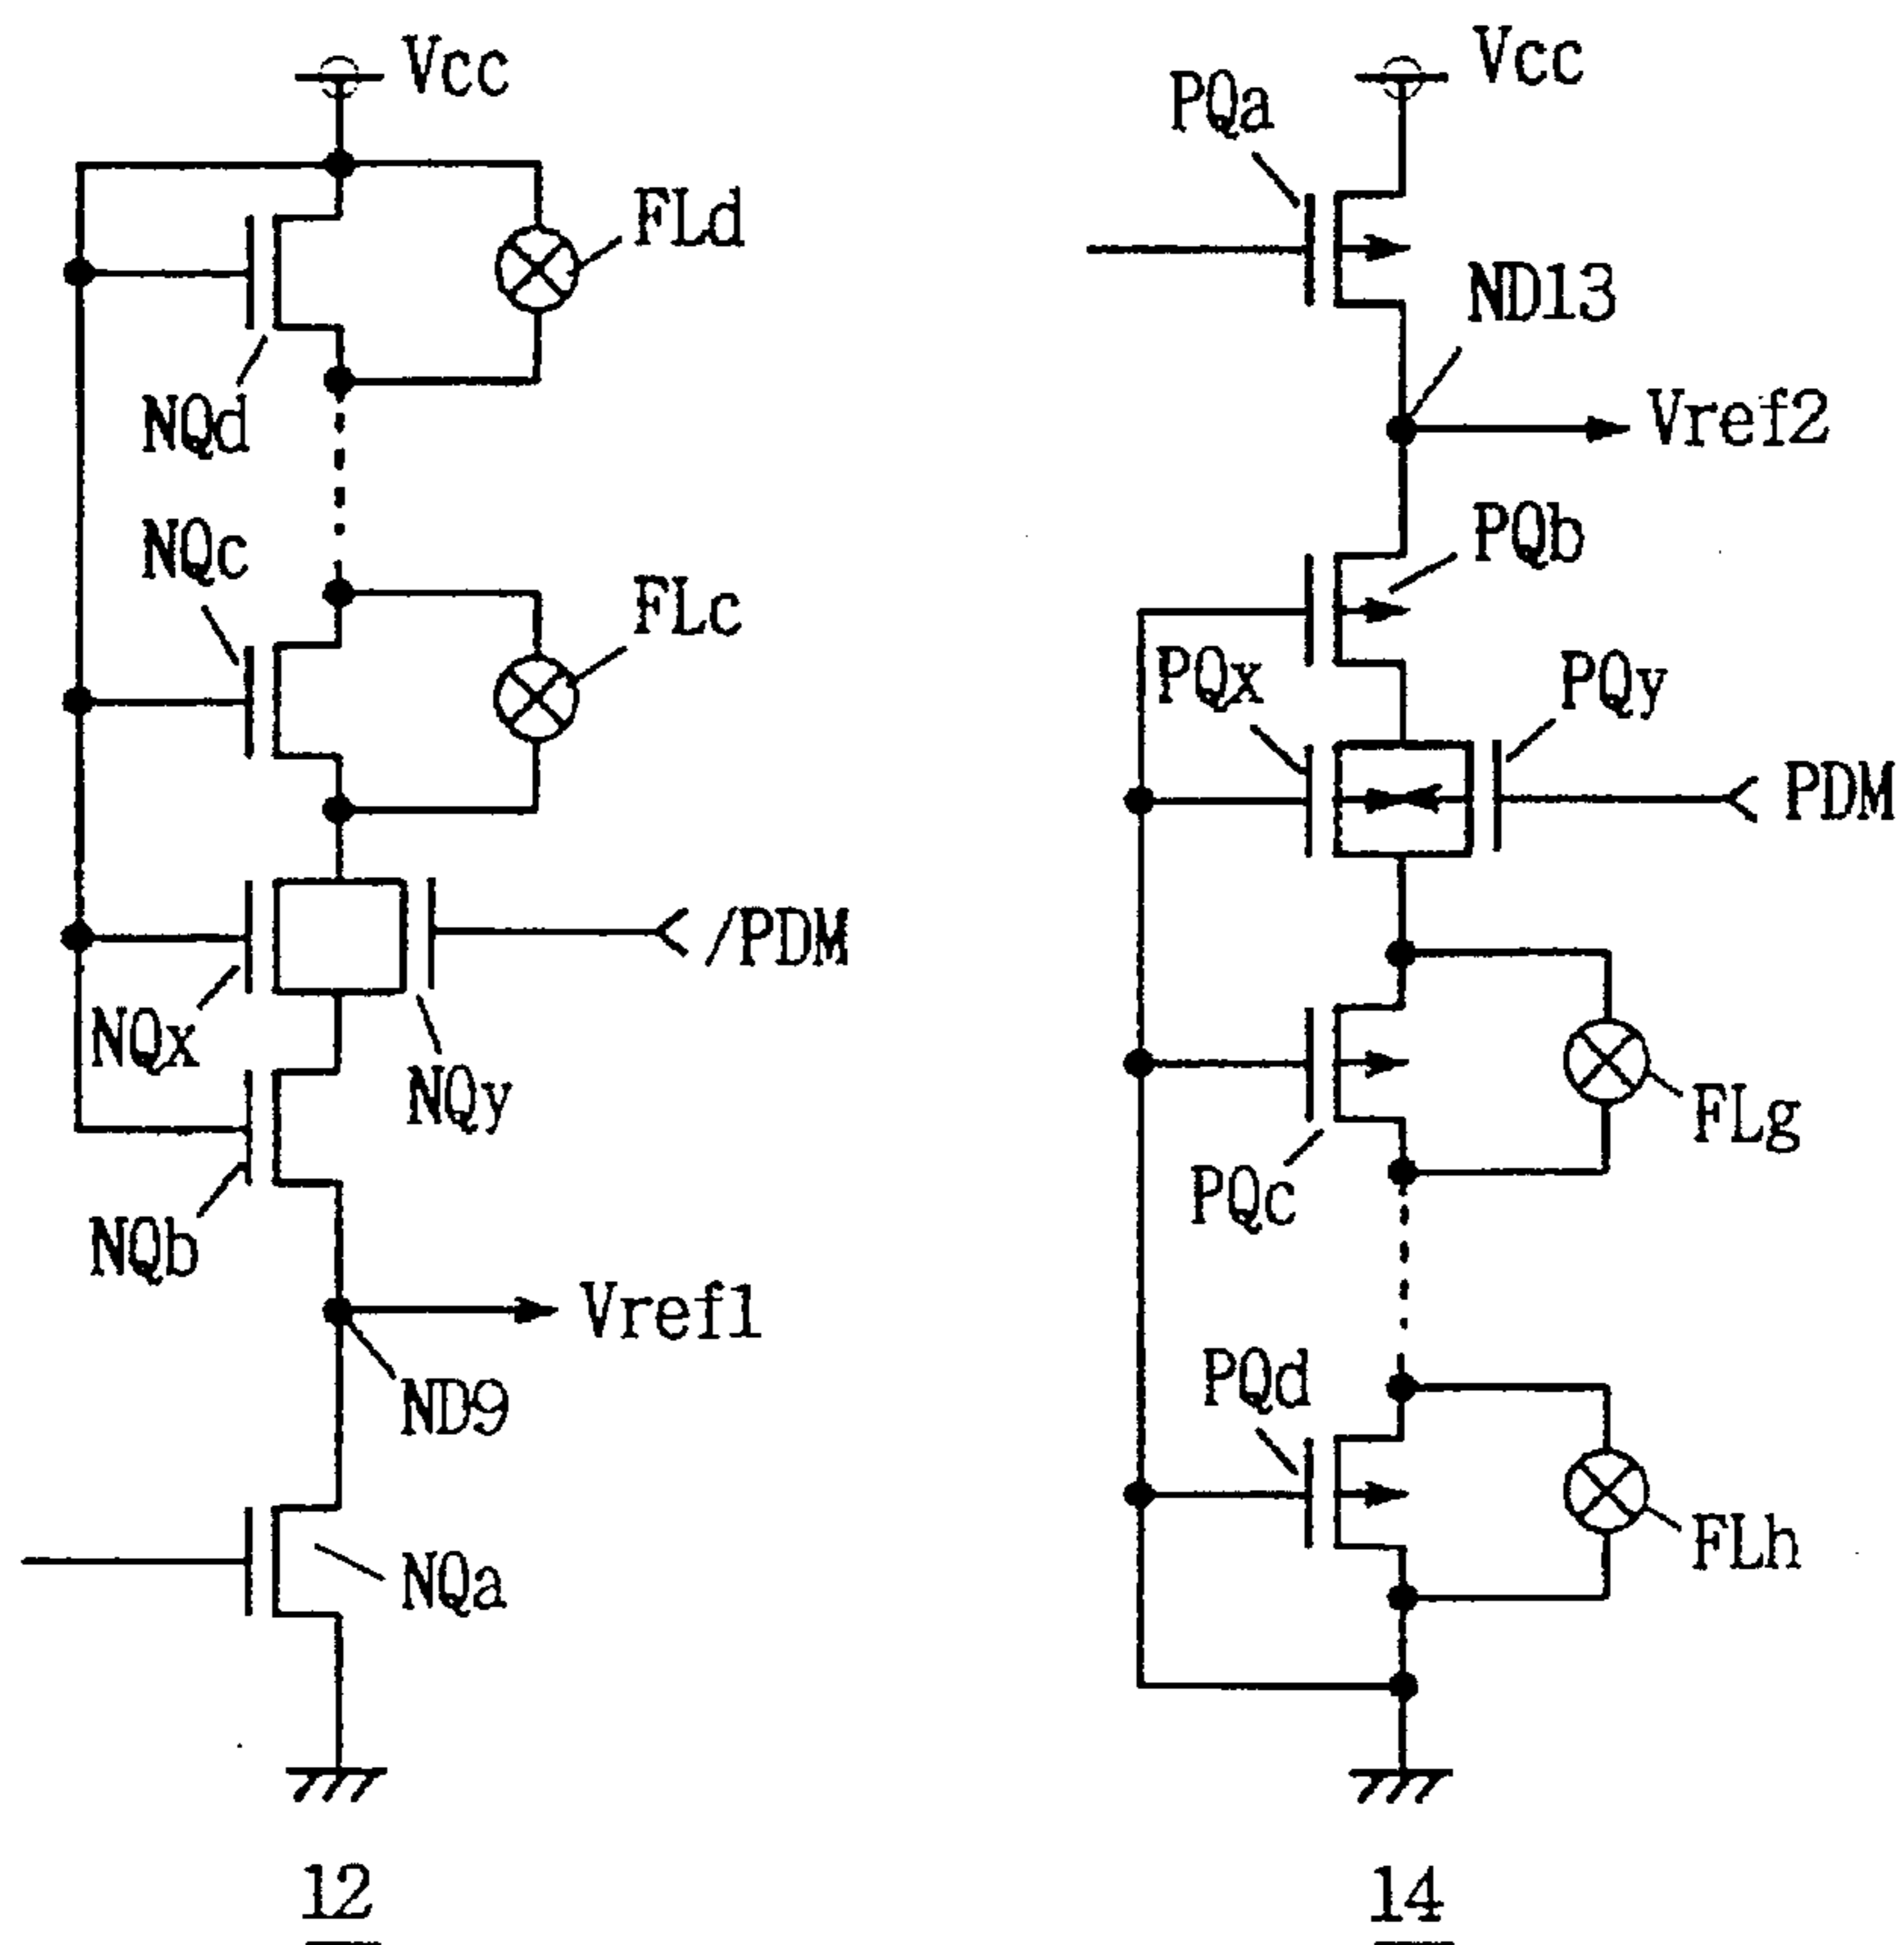 Vcc
FLd
NQd
NQc
FLc
/PDM
NQx
NQy
NQb
Vref1
ND9
NQa
12
Vcc
PQa
ND13
Vref2
PQb
PQx
PQy
PDM
FLg
PQc
PQd
FLh
14